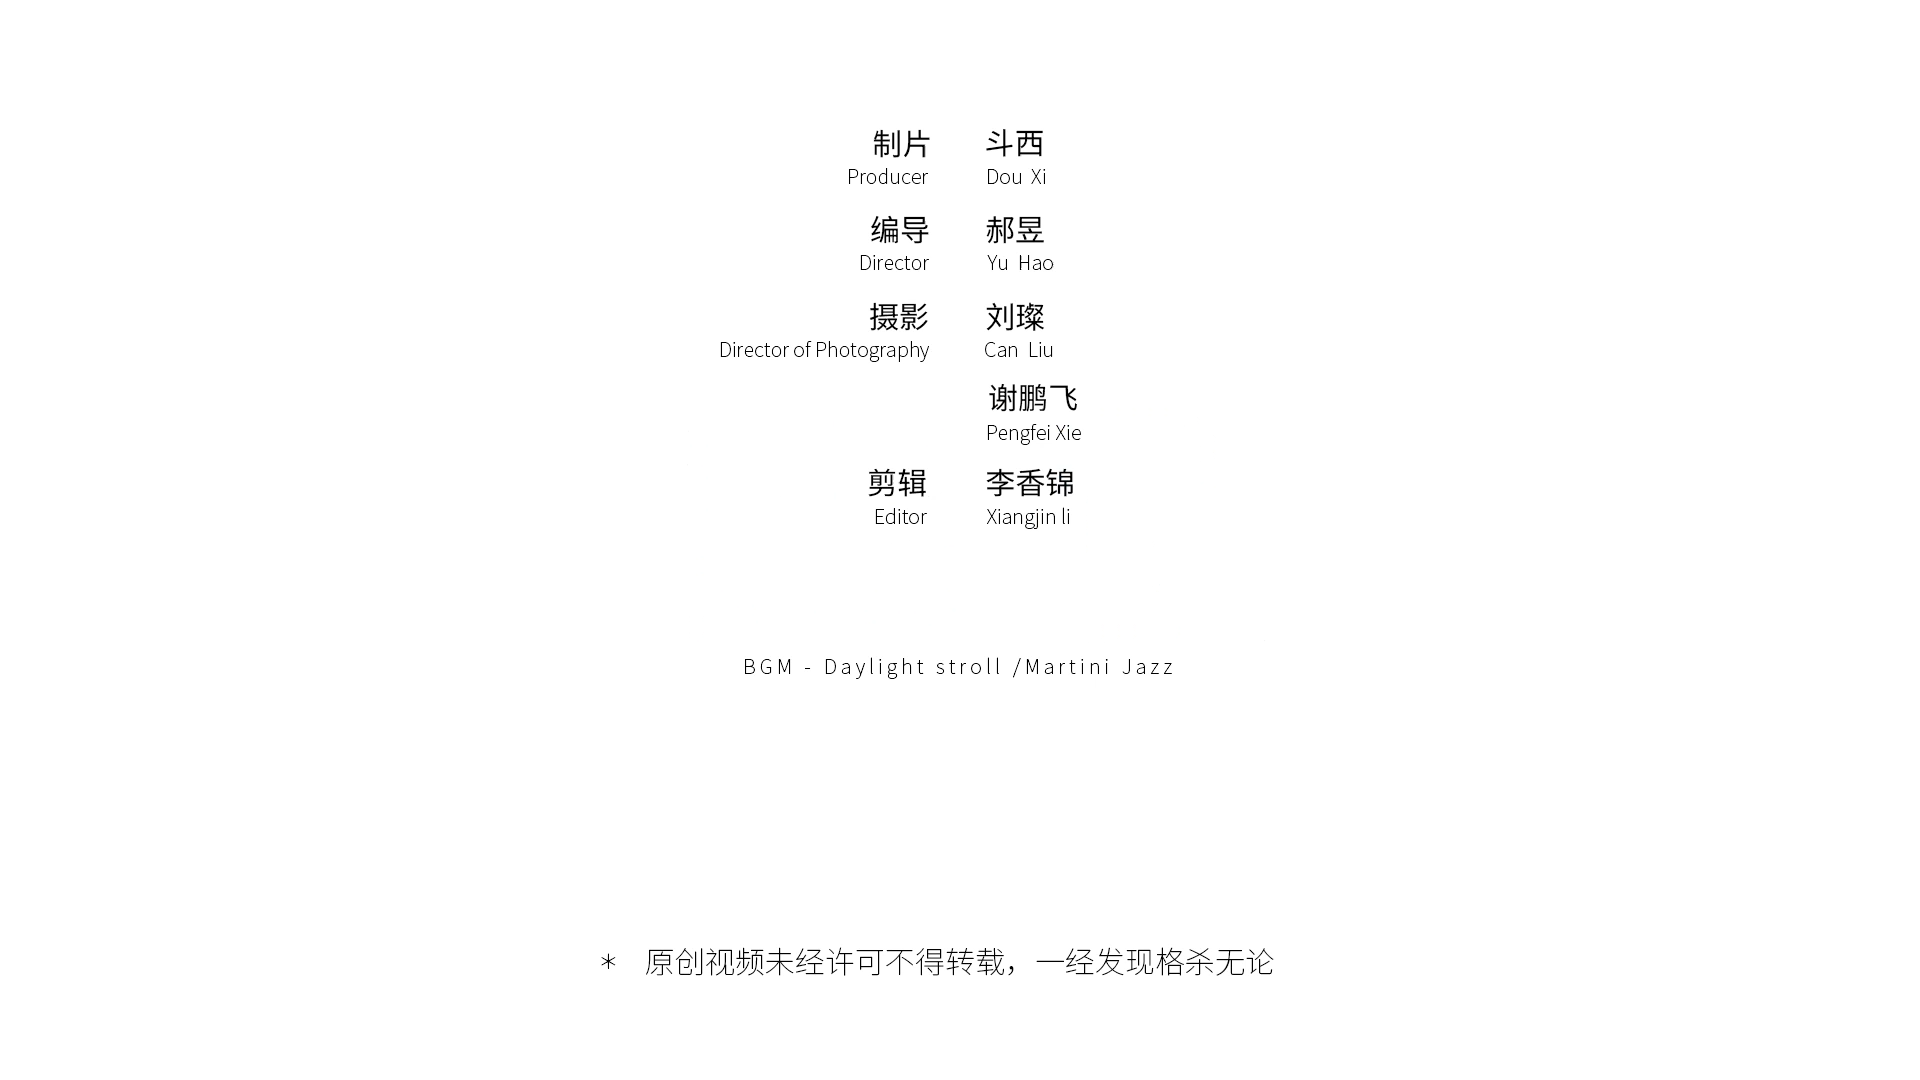 制片 斗西
Producer Dou Xi
编导 郝昱
Director Yu Hao
摄影 刘璨
Director of Photography Can Liu
谢鹏飞
Pengfei Xie
剪辑 李香锦
Editor Xiangjin li
BGM - Daylight stroll /Martini Jazz
* 原创视频未经许可不得转载，一经发现格杀无论